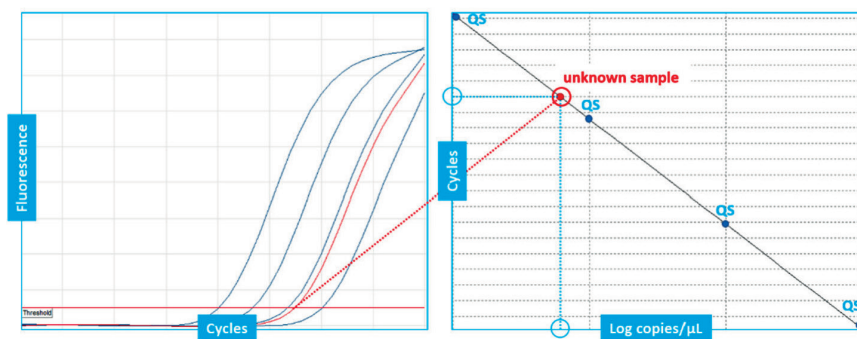 Fluorescence
Threshold
Cycles
QS
unknown sample
QS
QS
QS
Cycles
Log copies/µL